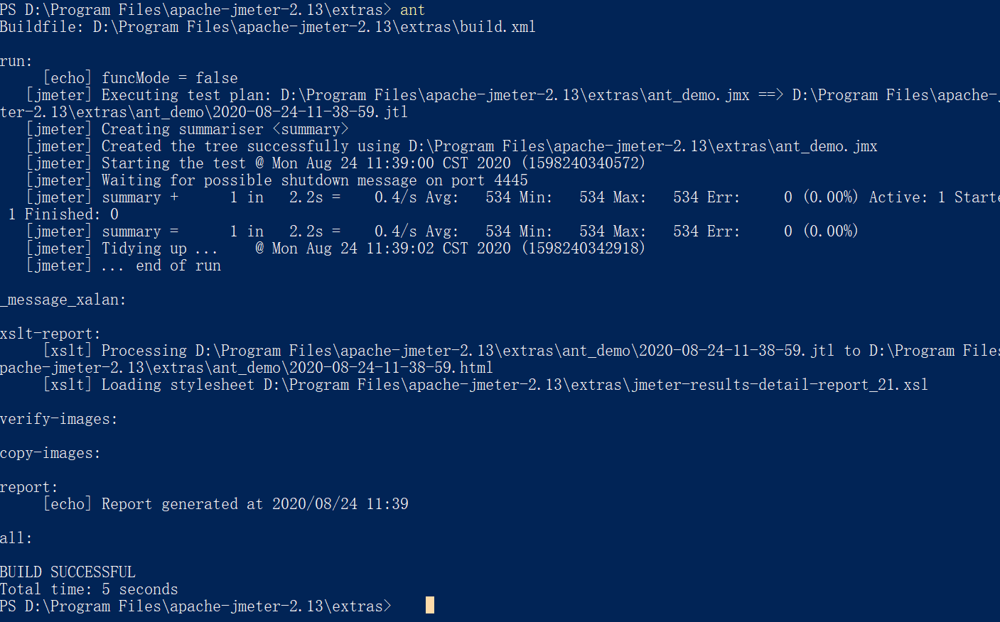 PS D:\Program Files\apache-jmeter-2.13\extras> ant
Buildfile: D:\Program Files\apache-jmeter-2.13\extras\build.xml
run:
[echo] funcMode = false
[jmeter] Executing test plan: D:\Program Files\apache-jmeter-2.13\extras\ant_demo.jmx ==> D:\Program Files\apache-
ter-2.13\extras\ant_demo\2020-08-24-11-38-59.jtl
[jmeter] Creating summariser <summary>
[jmeter] Created the tree successfully using D:\Program Files\apache-jmeter-2.13\extras\ant_demo.jmx
[jmeter] Starting the test @ Mon Aug 24 11:39:00 CST 2020 (1598240340572)
[jmeter] Waiting for possible shutdown message on port 4445
[jmeter] summary + 1 in 2.2s = 0.4/s Avg: 534 Min: 534 Max: 534 Err: 0 (0.00%) Active: 1 Starte
1 Finished: 0
[jmeter] summary = 1 in 2.2s = 0.4/s Avg: 534 Min: 534 Max: 534 Err: 0 (0.00%)
[jmeter] Tidying up ... @ Mon Aug 24 11:39:02 CST 2020 (1598240342918)
[jmeter] ... end of run
_message_xalan:
xslt-report:
[xslt] Processing D:\Program Files\apache-jmeter-2.13\extras\ant_demo\2020-08-24-11-38-59.jtl to D:\Program Files
pache-jmeter-2.13\extras\ant_demo\2020-08-24-11-38-59.html
[xslt] Loading stylesheet D:\Program Files\apache-jmeter-2.13\extras\jmeter-results-detail-report_21.xsl
verify-images:
copy-images:
report:
[echo] Report generated at 2020/08/24 11:39
all:
BUILD SUCCESSFUL
Total time: 5 seconds
PS D:\Program Files\apache-jmeter-2.13\extras>